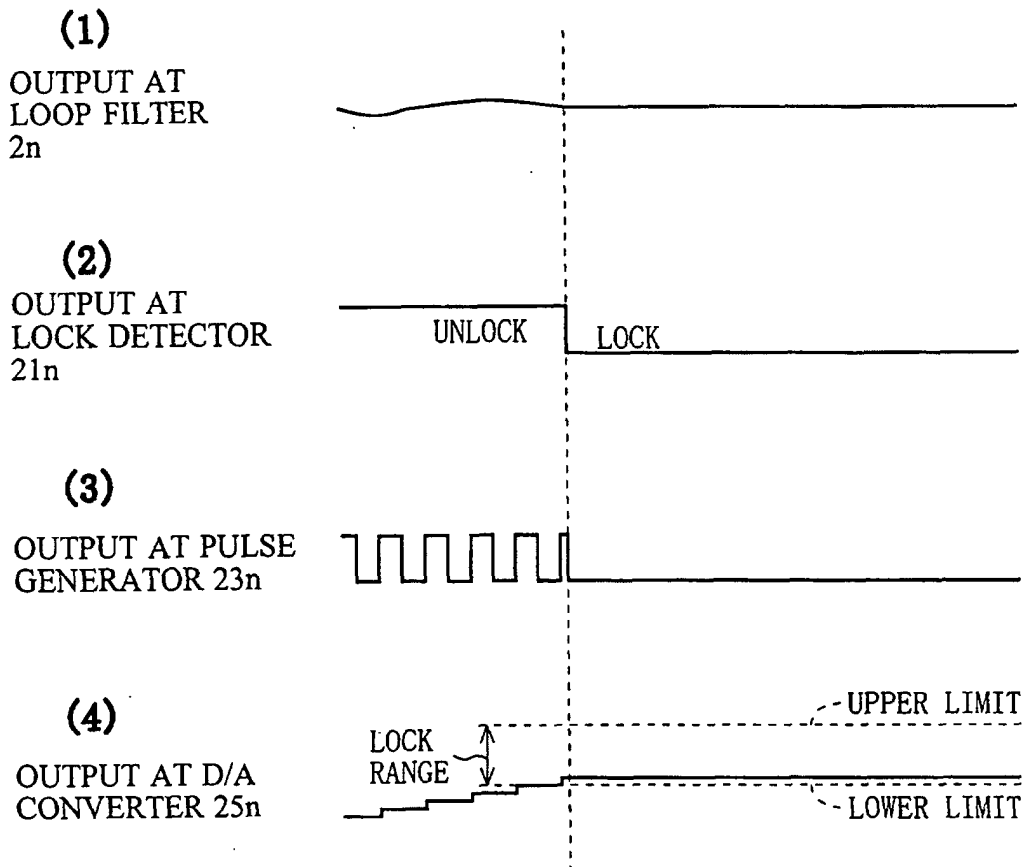 (1)
OUTPUT AT
LOOP FILTER
2n
(2)
OUTPUT AT
LOCK DETECTOR
21n
UNLOCK
LOCK
(3)
OUTPUT AT PULSE
GENERATOR 23n
(4)
OUTPUT AT D/A
CONVERTER 25n
LOCK
RANGE
UPPER LIMIT
LOWER LIMIT